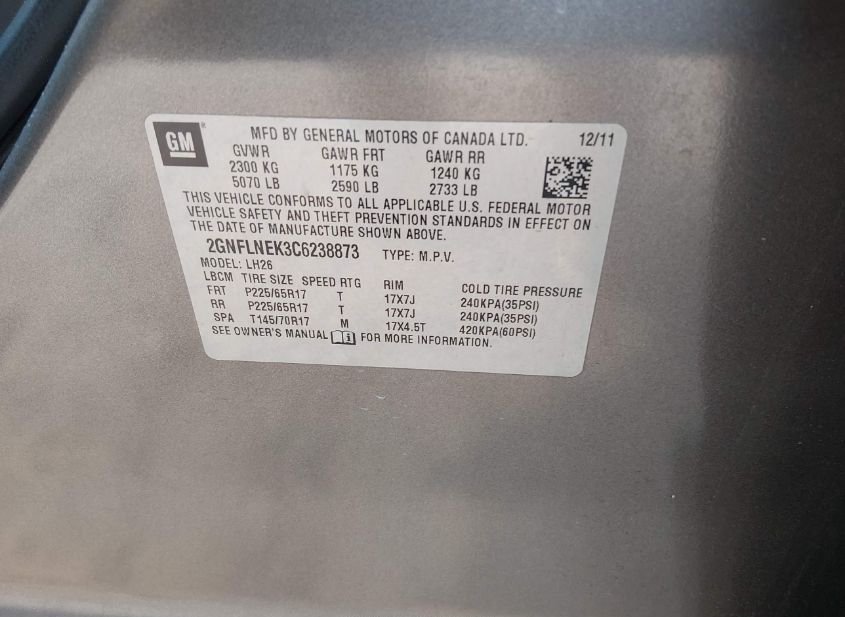 GM MFD BY GENERAL MOTORS OF CANADA LTD. 12/11
GVWR GAWR FRT GAWR RR
2300 KG 1175 KG 1240 KG
5070 LB 2590 LB 2733 LB
THIS VEHICLE CONFORMS TO ALL APPLICABLE U.S. FEDERAL MOTOR
VEHICLE SAFETY AND THEFT PREVENTION STANDARDS IN EFFECT ON
THE DATE OF MANUFACTURE SHOWN ABOVE.
2GNFLNEK3C6238873 TYPE: M.P.V.
MODEL: LH26
LBCM TIRE SIZE SPEED RTG RIM COLD TIRE PRESSURE
FRT P225/65R17 T 17X7J 240KPA(35PSI)
RR P225/65R17 T 17X7J 240KPA(35PSI)
SPA T145/70R17 M 17X4.5T 420KPA(60PSI)
SEE OWNER'S MANUAL FOR MORE INFORMATION.